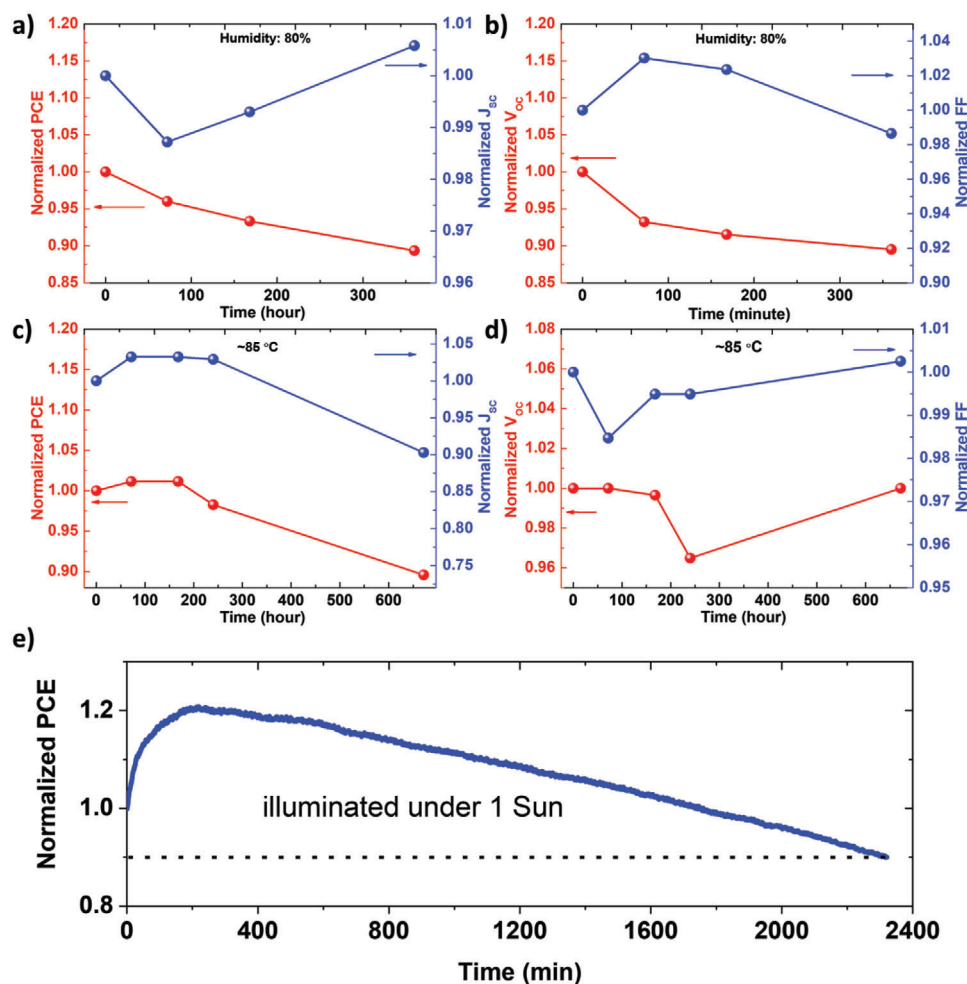 a)
Humidity: 80%
Normalized PCE
1.20
1.15
1.10
1.05
1.00
0.95
0.90
0.85
1.01
1.00
0.99
0.98
0.97
0.96
Normalized JSC
0 100 200 300
Time (hour)
b)
Humidity: 80%
Normalized VOC
1.20
1.15
1.10
1.05
1.00
0.95
0.90
0.85
1.04
1.02
1.00
0.98
0.96
0.94
0.92
0.90
Normalized FF
0 100 200 300
Time (minute)
c)
~85 °C
Normalized PCE
1.20
1.15
1.10
1.05
1.00
0.95
0.90
1.05
1.00
0.95
0.90
0.85
0.80
0.75
Normalized JSC
0 100 200 300 400 500 600
Time (hour)
d)
~85 °C
Normalized VOC
1.08
1.06
1.04
1.02
1.00
0.98
0.96
1.01
1.00
0.99
0.98
0.97
0.96
0.95
Normalized FF
0 100 200 300 400 500 600
Time (hour)
e)
Normalized PCE
1.2
1.0
0.8
illuminated under 1 Sun
0 400 800 1200 1600 2000 2400
Time (min)